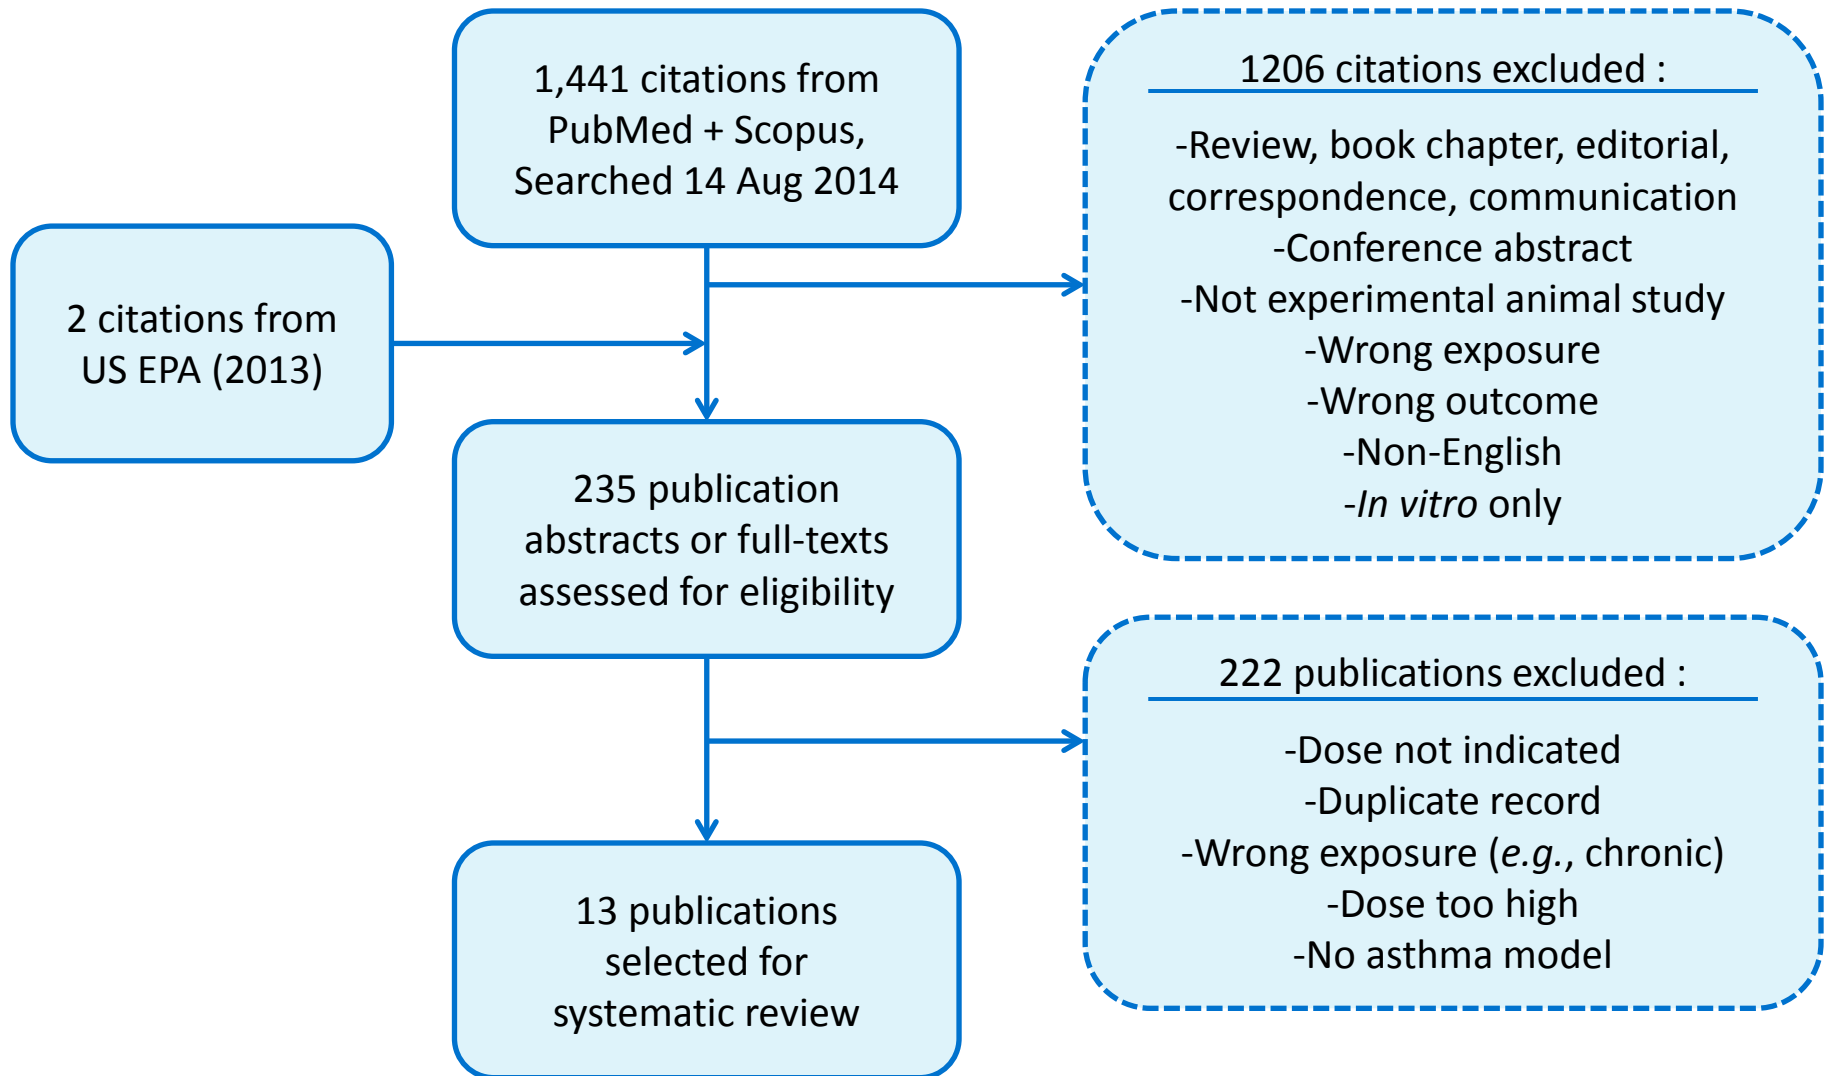 1,441 citations from
PubMed + Scopus,
Searched 14 Aug 2014
1206 citations excluded :
-Review, book chapter, editorial,
correspondence, communication
-Conference abstract
-Not experimental animal study
-Wrong exposure
-Wrong outcome
-Non-English
-In vitro only
2 citations from
US EPA (2013)
235 publication
abstracts or full-texts
assessed for eligibility
222 publications excluded :
-Dose not indicated
-Duplicate record
-Wrong exposure (e.g., chronic)
-Dose too high
-No asthma model
13 publications
selected for
systematic review